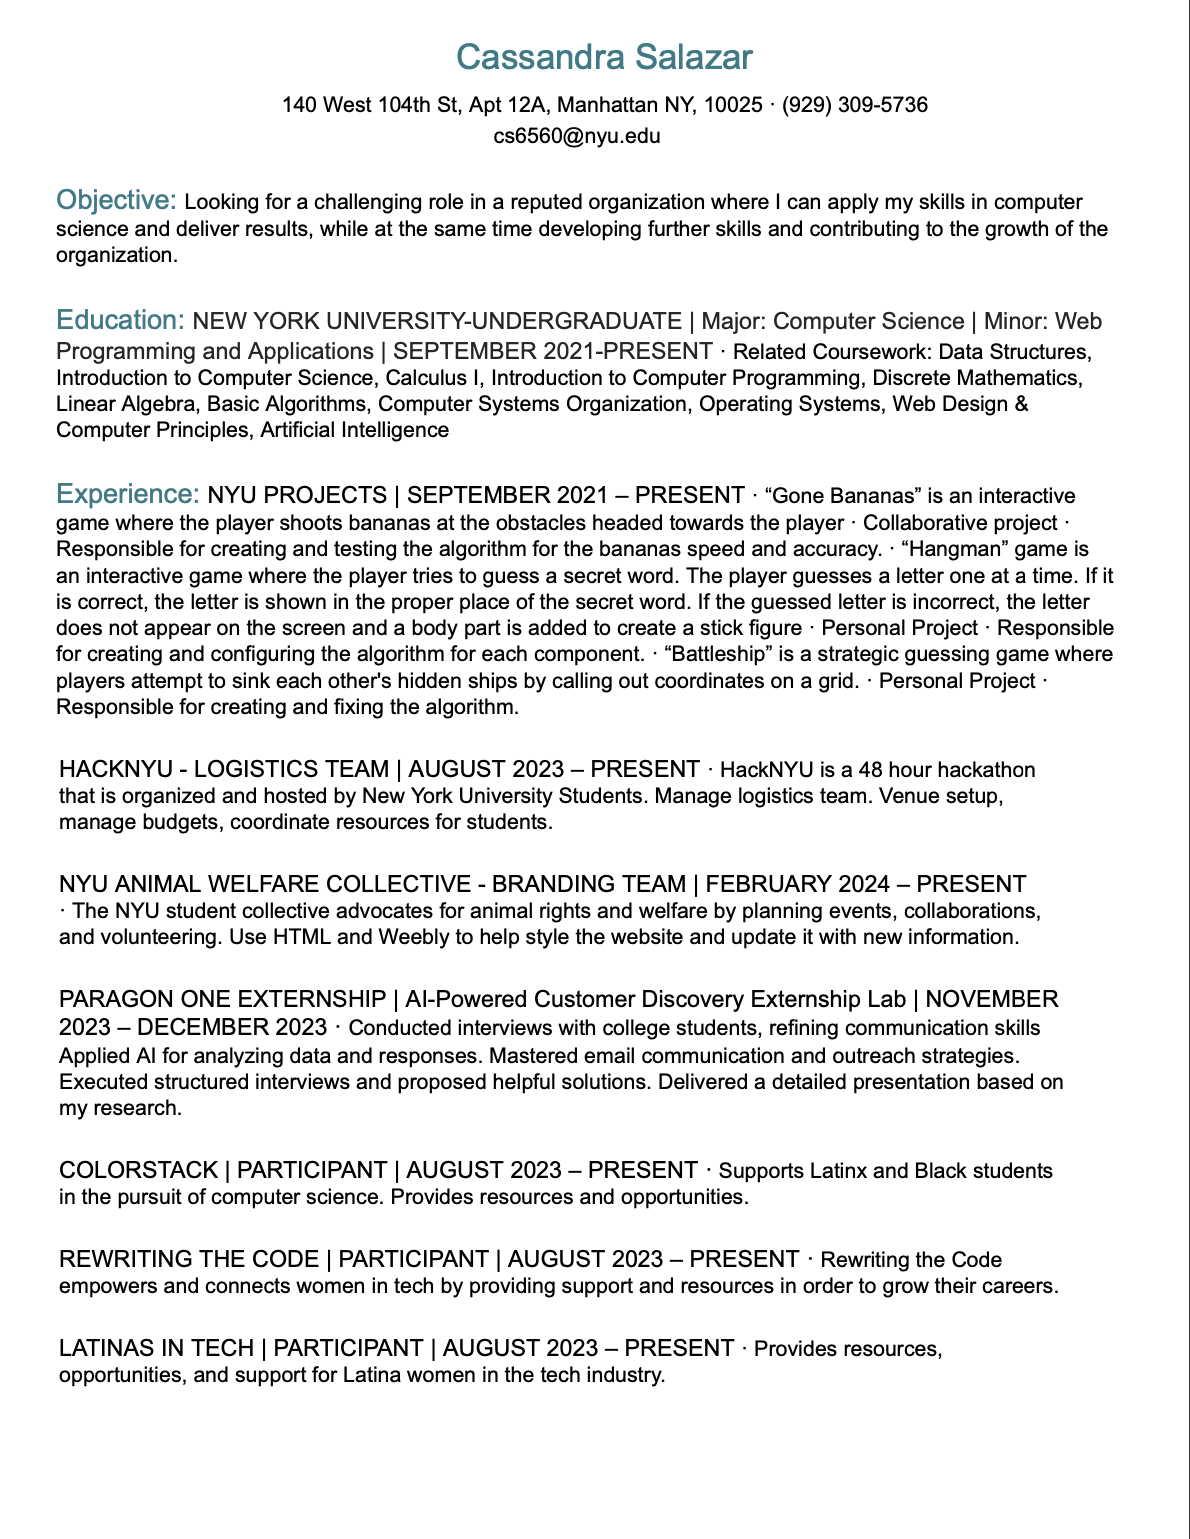 Cassandra Salazar
140 West 104th St, Apt 12A, Manhattan NY, 10025 · (929) 309-5736
cs6560@nyu.edu
Objective: Looking for a challenging role in a reputed organization where I can apply my skills in computer
science and deliver results, while at the same time developing further skills and contributing to the growth of the
organization.
Education: NEW YORK UNIVERSITY-UNDERGRADUATE | Major: Computer Science | Minor: Web
Programming and Applications | SEPTEMBER 2021-PRESENT · Related Coursework: Data Structures,
Introduction to Computer Science, Calculus I, Introduction to Computer Programming, Discrete Mathematics,
Linear Algebra, Basic Algorithms, Computer Systems Organization, Operating Systems, Web Design &
Computer Principles, Artificial Intelligence
Experience: NYU PROJECTS | SEPTEMBER 2021 – PRESENT · “Gone Bananas” is an interactive
game where the player shoots bananas at the obstacles headed towards the player · Collaborative project ·
Responsible for creating and testing the algorithm for the bananas speed and accuracy. · “Hangman” game is
an interactive game where the player tries to guess a secret word. The player guesses a letter one at a time. If it
is correct, the letter is shown in the proper place of the secret word. If the guessed letter is incorrect, the letter
does not appear on the screen and a body part is added to create a stick figure · Personal Project · Responsible
for creating and configuring the algorithm for each component. · “Battleship” is a strategic guessing game where
players attempt to sink each other's hidden ships by calling out coordinates on a grid. · Personal Project ·
Responsible for creating and fixing the algorithm.
HACKNYU - LOGISTICS TEAM | AUGUST 2023 – PRESENT · HackNYU is a 48 hour hackathon
that is organized and hosted by New York University Students. Manage logistics team. Venue setup,
manage budgets, coordinate resources for students.
NYU ANIMAL WELFARE COLLECTIVE - BRANDING TEAM | FEBRUARY 2024 – PRESENT
· The NYU student collective advocates for animal rights and welfare by planning events, collaborations,
and volunteering. Use HTML and Weebly to help style the website and update it with new information.
PARAGON ONE EXTERNSHIP | AI-Powered Customer Discovery Externship Lab | NOVEMBER
2023 – DECEMBER 2023 · Conducted interviews with college students, refining communication skills
Applied AI for analyzing data and responses. Mastered email communication and outreach strategies.
Executed structured interviews and proposed helpful solutions. Delivered a detailed presentation based on
my research.
COLORSTACK | PARTICIPANT | AUGUST 2023 – PRESENT · Supports Latinx and Black students
in the pursuit of computer science. Provides resources and opportunities.
REWRITING THE CODE | PARTICIPANT | AUGUST 2023 – PRESENT · Rewriting the Code
empowers and connects women in tech by providing support and resources in order to grow their careers.
LATINAS IN TECH | PARTICIPANT | AUGUST 2023 – PRESENT · Provides resources,
opportunities, and support for Latina women in the tech industry.